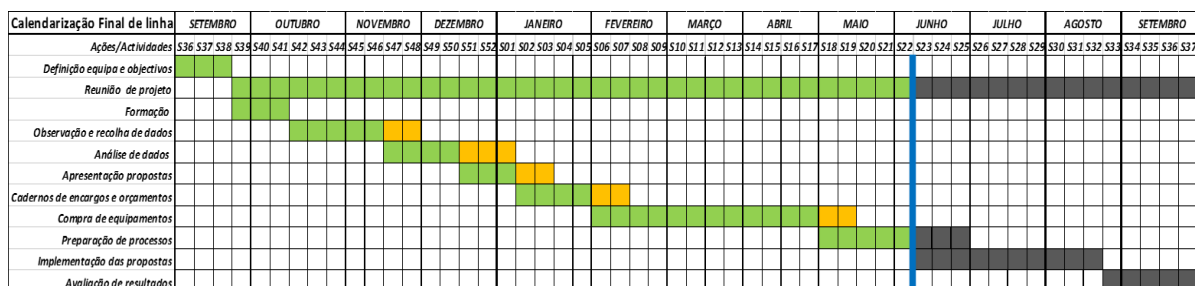 Calendarização Final de linha SETEMBRO OUTUBRO NOVEMBRO DEZEMBRO JANEIRO FEVEREIRO MARÇO ABRIL MAIO JUNHO JULHO AGOSTO SETEMBRO
Ações/Actividades S36 S37 S38 S39 S40 S41 S42 S43 S44 S45 S46 S47 S48 S49 S50 S51 S52 S01 S02 S03 S04 S05 S06 S07 S08 S09 S10 S11 S12 S13 S14 S15 S16 S17 S18 S19 S20 S21 S22 S23 S24 S25 S26 S27 S28 S29 S30 S31 S32 S33 S34 S35 S36 S37
Definição equipa e objectivos
Reunião de projeto
Formação
Observação e recolha de dados
Análise de dados
Apresentação propostas
Cadernos de encargos e orçamentos
Compra de equipamentos
Preparação de processos
Implementação das propostas
Avaliação de resultados